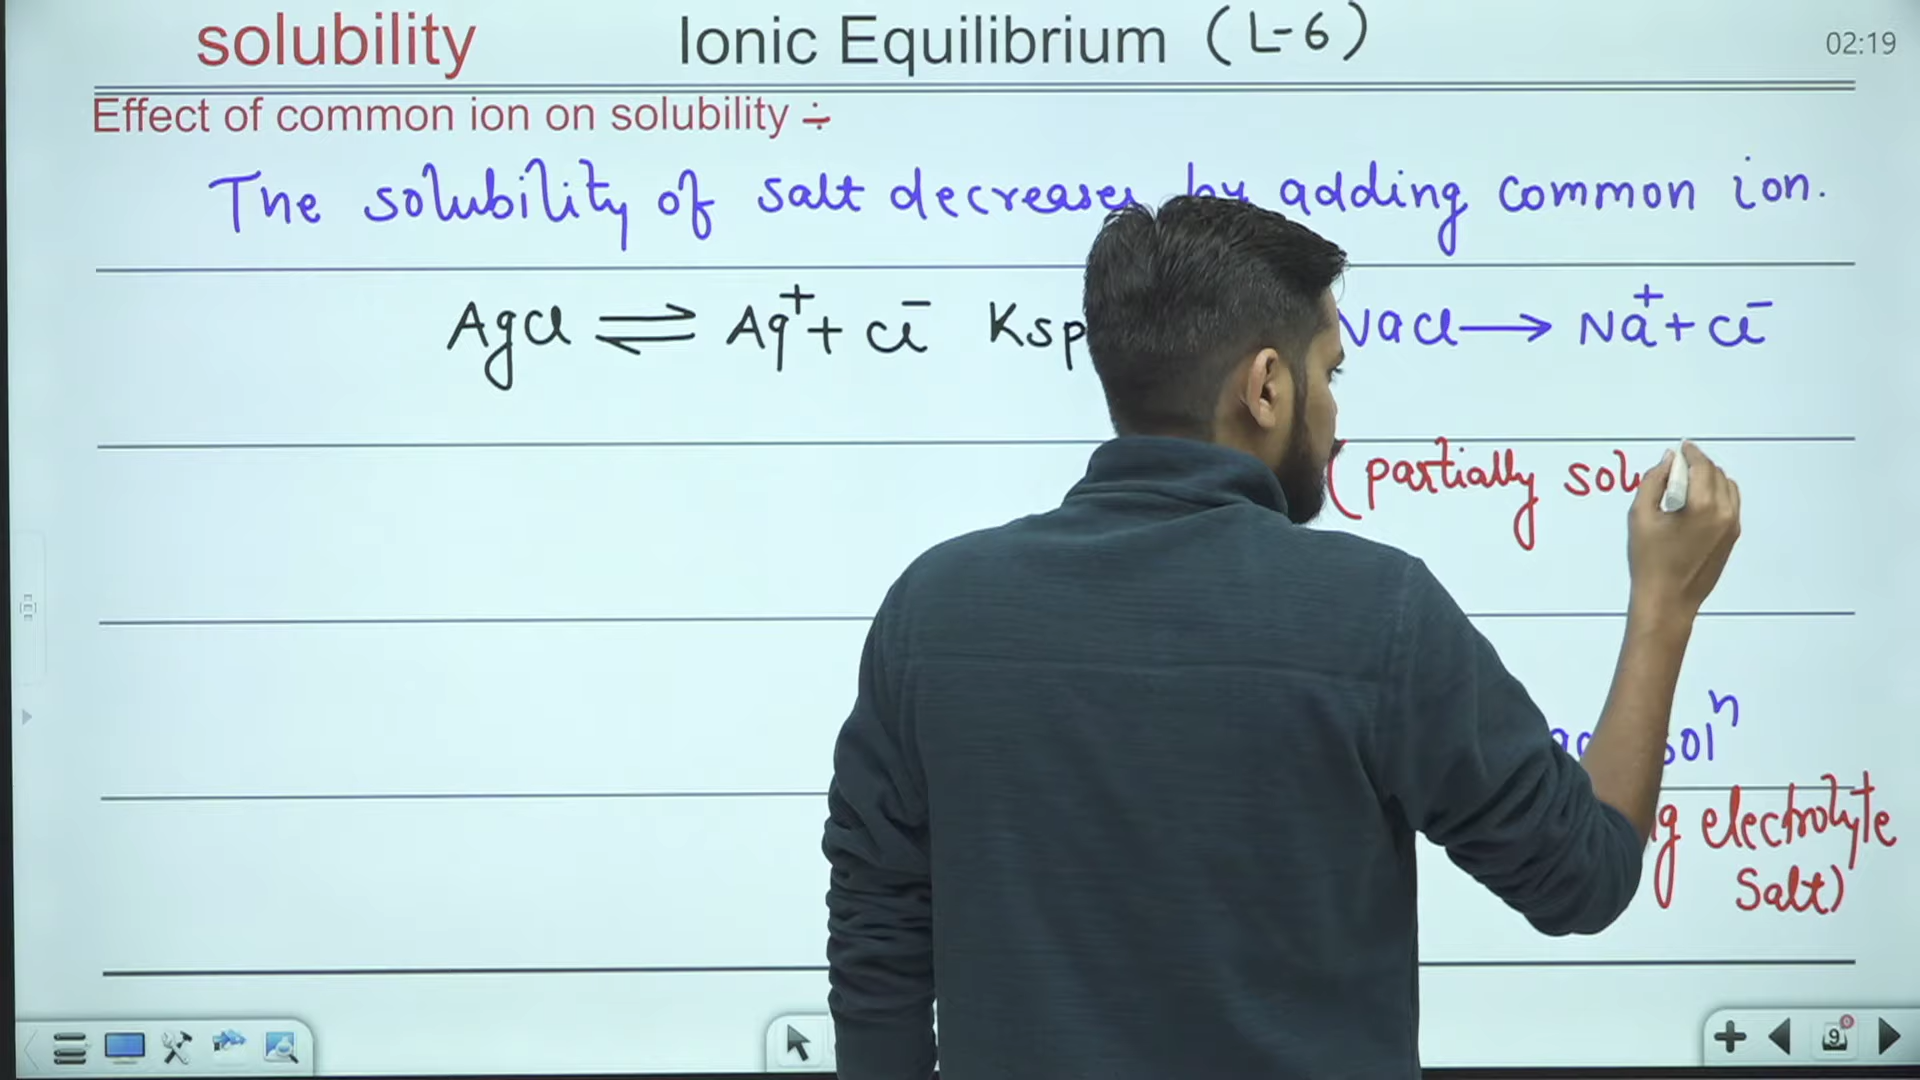 solubility Ionic Equilibrium (L-6) 02:19
Effect of common ion on solubility ÷
The solubility of salt decreases by adding common ion.
AgCl ⇌ Ag⁺ + Cl⁻ Ksp NaCl ⟶ Na⁺ + Cl⁻
(partially
solⁿ
electrolyte
Salt)
9